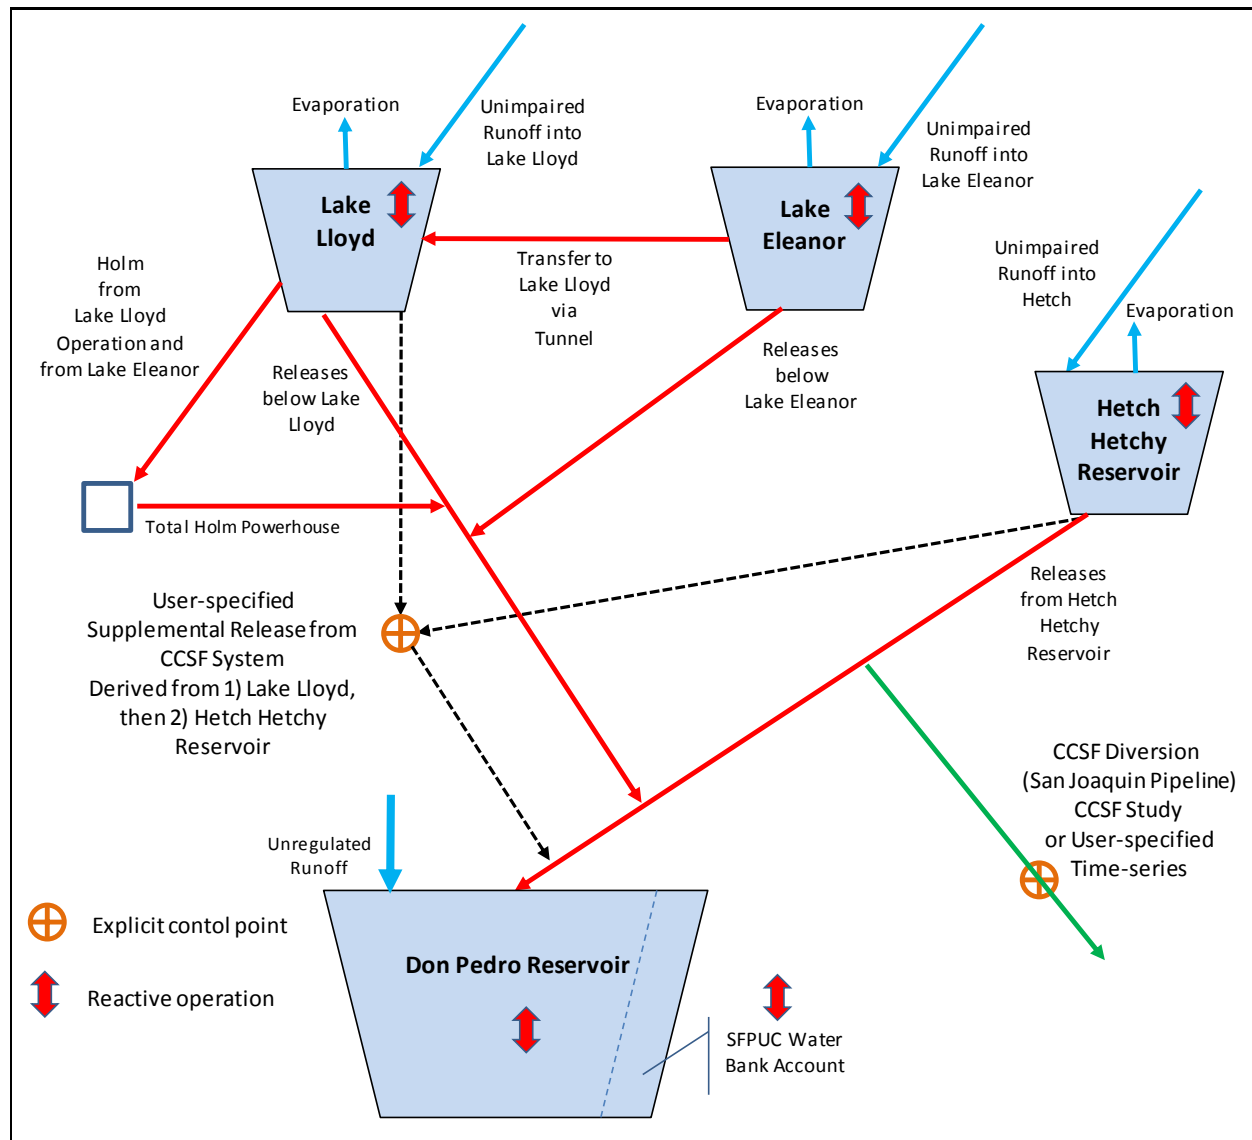 Evaporation
Unimpaired
Runoff into
Lake Lloyd
Evaporation
Unimpaired
Runoff into
Lake Eleanor
Lake
Lloyd
Lake
Eleanor
Unimpaired
Runoff into
Hetch
Evaporation
Holm
from
Lake Lloyd
Operation and
from Lake Eleanor
Transfer to
Lake Lloyd
via
Tunnel
Releases
below Lake
Lloyd
Releases
below
Lake Eleanor
Hetch
Hetchy
Reservoir
Total Holm Powerhouse
Releases
from Hetch
Hetchy
Reservoir
User-specified
Supplemental Release from
CCSF System
Derived from 1) Lake Lloyd,
then 2) Hetch Hetchy
Reservoir
CCSF Diversion
(San Joaquin Pipeline)
CCSF Study
or User-specified
Time-series
Unregulated
Runoff
Explicit contol point
Reactive operation
Don Pedro Reservoir
SFPUC Water
Bank Account